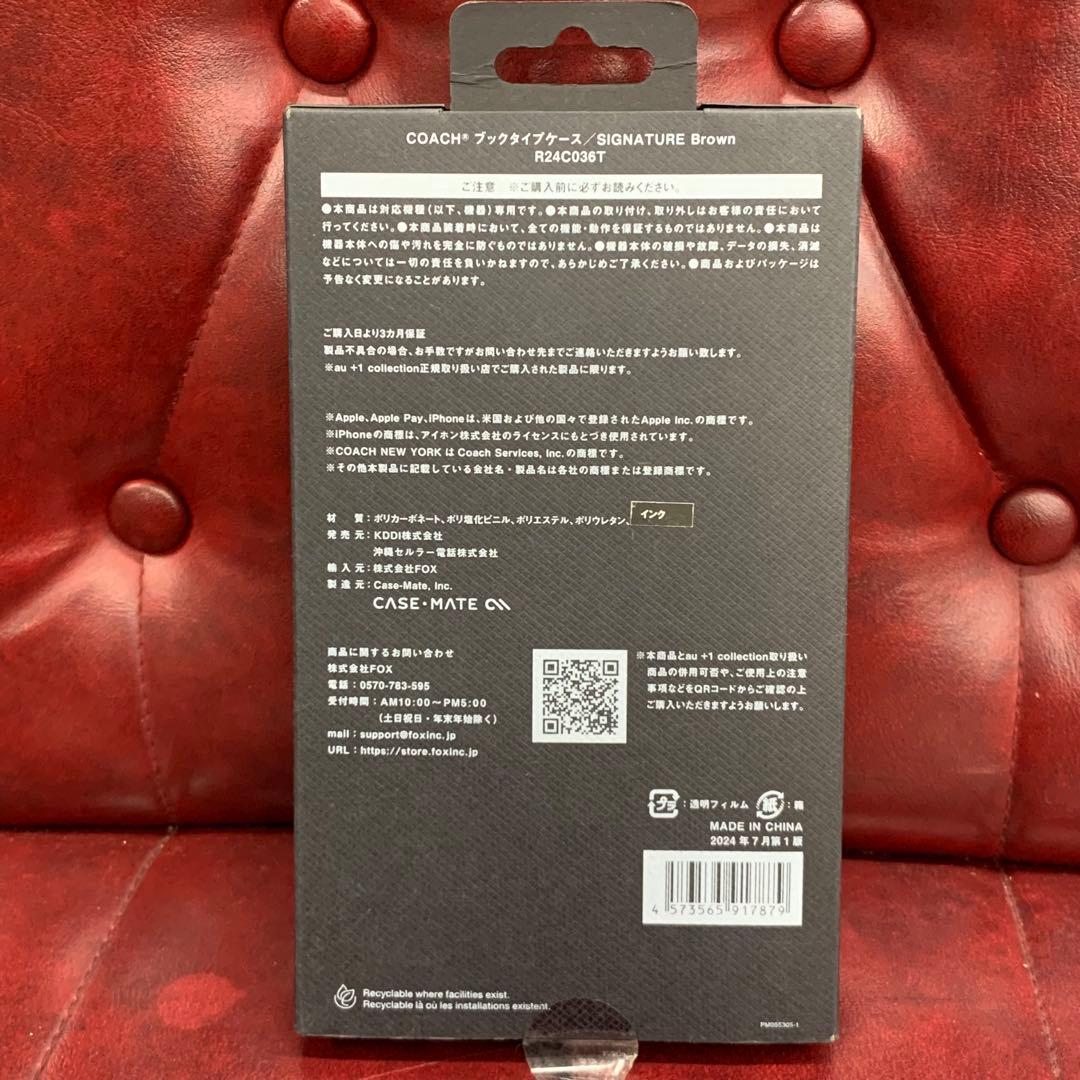 COACH® ブックタイプケース／SIGNATURE Brown
R24C036T
ご注意　※ご購入前に必ずお読みください。
●本商品は対応機種（以下、機器）専用です。●本商品の取り付け、取り外しはお客様の責任において
行ってください。●本商品装着時において、全ての機能・動作を保証するものではありません。●本商品は
機器本体への傷や汚れを完全に防ぐものではありません。●機器本体の破損や故障、データの損失、消滅
などについては一切の責任を負いかねますので、あらかじめご了承ください。●商品およびパッケージは
予告なく変更になることがあります。
ご購入日より3カ月保証
製品不具合の場合、お手数ですがお問い合わせ先までご連絡いただきますようお願い致します。
※au +1 collection正規取り扱い店でご購入された製品に限ります。
※Apple、Apple Pay、iPhoneは、米国および他の国々で登録されたApple Inc.の商標です。
※iPhoneの商標は、アイホン株式会社のライセンスにもとづき使用されています。
※COACH NEW YORK は Coach Services, Inc.の商標です。
※その他本製品に記載している会社名・製品名は各社の商標または登録商標です。
材　質：ポリカーボネート、ポリ塩化ビニル、ポリエステル、ポリウレタン、インク
発売元：KDDI株式会社
沖縄セルラー電話株式会社
輸入元：株式会社FOX
製造元：Case-Mate, Inc.
CASE·MATE
商品に関するお問い合わせ
株式会社FOX
電話：0570-783-595
受付時間：AM10:00～PM5:00
（土日祝日・年末年始除く）
mail：support@foxinc.jp
URL：https://store.foxinc.jp
※本商品とau +1 collection取り扱い
商品の併用可否や、ご使用上の注意
事項などをQRコードからご確認の上
ご購入いただきますようお願いします。
プラ：透明フィルム 紙：箱
MADE IN CHINA
2024年7月第1版
4 573565 917879
Recyclable where facilities exist.
Recyclable là où les installations existent.
PM055305-1